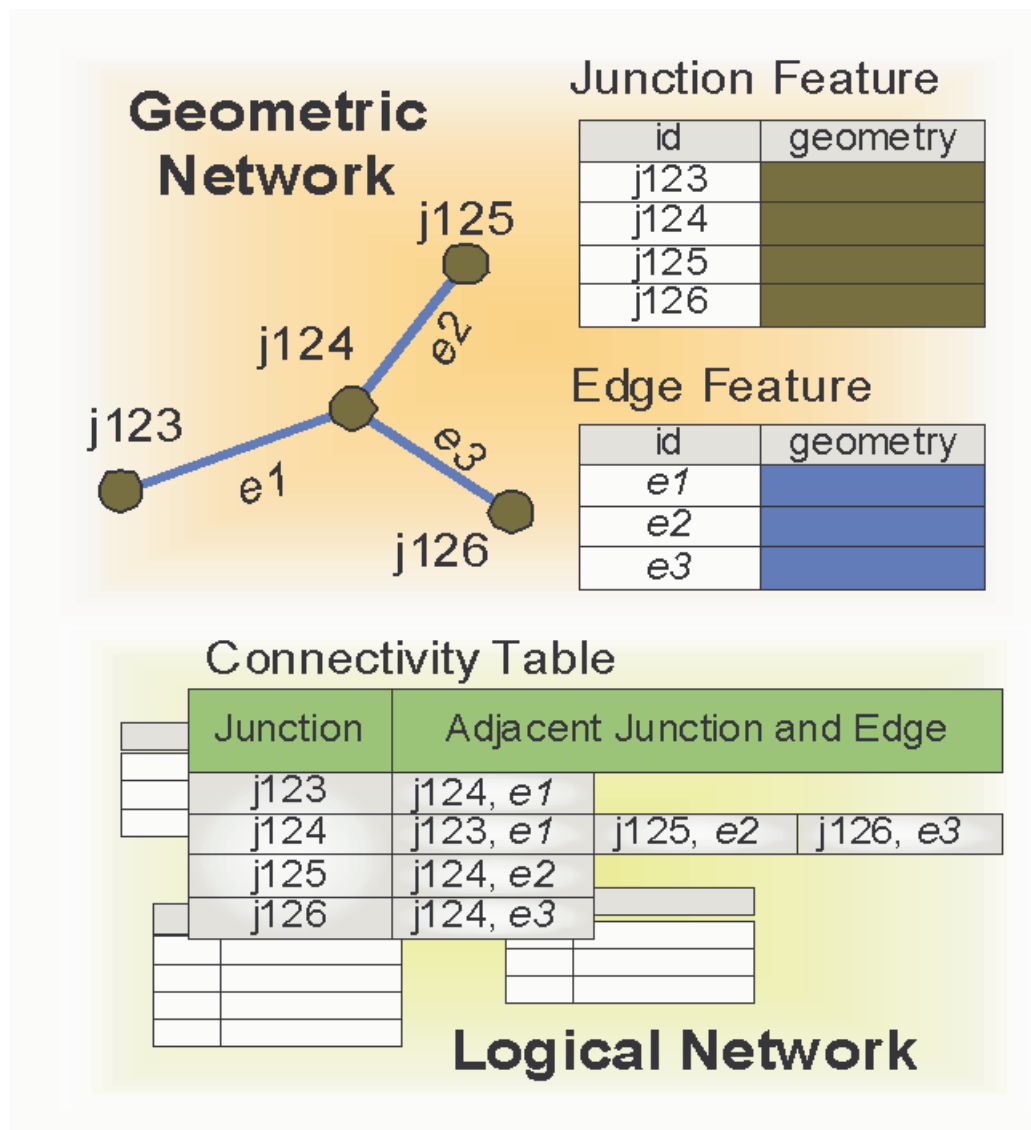 Geometric
Network
j125
j124
e2
j123
e3
e1
j126
Junction Feature
id geometry
j123
j124
j125
j126
Edge Feature
id geometry
e1
e2
e3
Connectivity Table
Junction Adjacent Junction and Edge
j123 j124, e1
j124 j123, e1 j125, e2 j126, e3
j125 j124, e2
j126 j124, e3
Logical Network